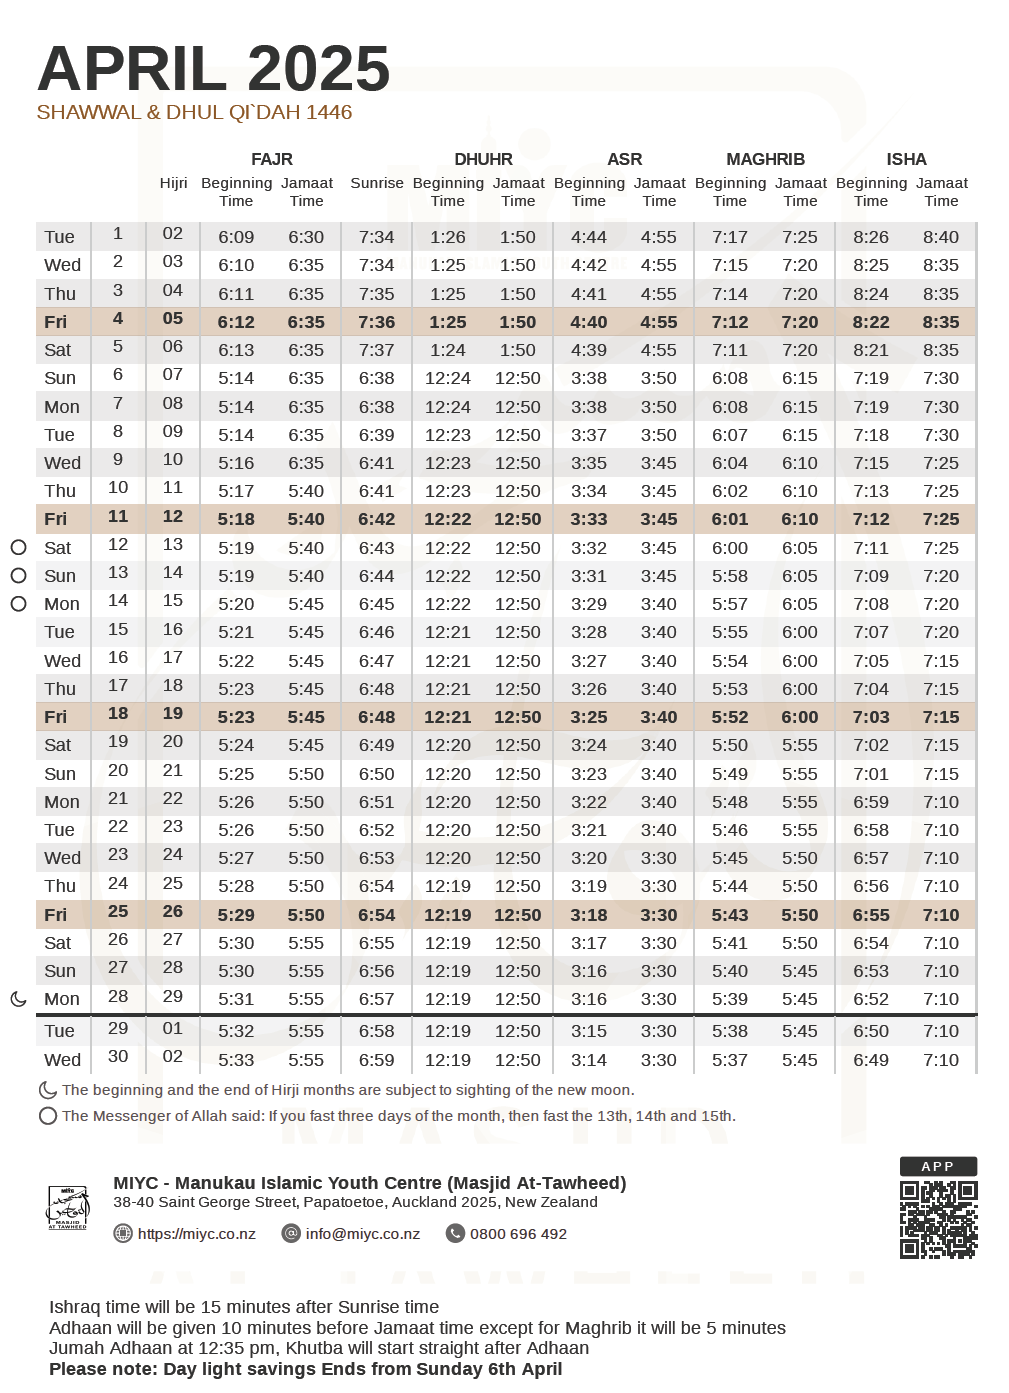 APRIL 2025
SHAWWAL & DHUL QI`DAH 1446
FAJR DHUHR ASR MAGHRIB ISHA
Hijri Beginning Time Jamaat Time Sunrise Beginning Time Jamaat Time Beginning Time Jamaat Time Beginning Time Jamaat Time Beginning Time Jamaat Time
Tue 1 02 6:09 6:30 7:34 1:26 1:50 4:44 4:55 7:17 7:25 8:26 8:40
Wed 2 03 6:10 6:35 7:34 1:25 1:50 4:42 4:55 7:15 7:20 8:25 8:35
Thu 3 04 6:11 6:35 7:35 1:25 1:50 4:41 4:55 7:14 7:20 8:24 8:35
Fri 4 05 6:12 6:35 7:36 1:25 1:50 4:40 4:55 7:12 7:20 8:22 8:35
Sat 5 06 6:13 6:35 7:37 1:24 1:50 4:39 4:55 7:11 7:20 8:21 8:35
Sun 6 07 5:14 6:35 6:38 12:24 12:50 3:38 3:50 6:08 6:15 7:19 7:30
Mon 7 08 5:14 6:35 6:38 12:24 12:50 3:38 3:50 6:08 6:15 7:19 7:30
Tue 8 09 5:14 6:35 6:39 12:23 12:50 3:37 3:50 6:07 6:15 7:18 7:30
Wed 9 10 5:16 6:35 6:41 12:23 12:50 3:35 3:45 6:04 6:10 7:15 7:25
Thu 10 11 5:17 5:40 6:41 12:23 12:50 3:34 3:45 6:02 6:10 7:13 7:25
Fri 11 12 5:18 5:40 6:42 12:22 12:50 3:33 3:45 6:01 6:10 7:12 7:25
Sat 12 13 5:19 5:40 6:43 12:22 12:50 3:32 3:45 6:00 6:05 7:11 7:25
Sun 13 14 5:19 5:40 6:44 12:22 12:50 3:31 3:45 5:58 6:05 7:09 7:20
Mon 14 15 5:20 5:45 6:45 12:22 12:50 3:29 3:40 5:57 6:05 7:08 7:20
Tue 15 16 5:21 5:45 6:46 12:21 12:50 3:28 3:40 5:55 6:00 7:07 7:20
Wed 16 17 5:22 5:45 6:47 12:21 12:50 3:27 3:40 5:54 6:00 7:05 7:15
Thu 17 18 5:23 5:45 6:48 12:21 12:50 3:26 3:40 5:53 6:00 7:04 7:15
Fri 18 19 5:23 5:45 6:48 12:21 12:50 3:25 3:40 5:52 6:00 7:03 7:15
Sat 19 20 5:24 5:45 6:49 12:20 12:50 3:24 3:40 5:50 5:55 7:02 7:15
Sun 20 21 5:25 5:50 6:50 12:20 12:50 3:23 3:40 5:49 5:55 7:01 7:15
Mon 21 22 5:26 5:50 6:51 12:20 12:50 3:22 3:40 5:48 5:55 6:59 7:10
Tue 22 23 5:26 5:50 6:52 12:20 12:50 3:21 3:40 5:46 5:55 6:58 7:10
Wed 23 24 5:27 5:50 6:53 12:20 12:50 3:20 3:30 5:45 5:50 6:57 7:10
Thu 24 25 5:28 5:50 6:54 12:19 12:50 3:19 3:30 5:44 5:50 6:56 7:10
Fri 25 26 5:29 5:50 6:54 12:19 12:50 3:18 3:30 5:43 5:50 6:55 7:10
Sat 26 27 5:30 5:55 6:55 12:19 12:50 3:17 3:30 5:41 5:50 6:54 7:10
Sun 27 28 5:30 5:55 6:56 12:19 12:50 3:16 3:30 5:40 5:45 6:53 7:10
Mon 28 29 5:31 5:55 6:57 12:19 12:50 3:16 3:30 5:39 5:45 6:52 7:10
Tue 29 01 5:32 5:55 6:58 12:19 12:50 3:15 3:30 5:38 5:45 6:50 7:10
Wed 30 02 5:33 5:55 6:59 12:19 12:50 3:14 3:30 5:37 5:45 6:49 7:10
The beginning and the end of Hirji months are subject to sighting of the new moon.
The Messenger of Allah said: If you fast three days of the month, then fast the 13th, 14th and 15th.
APP
MIYC
MASJID
AT TAWHEED
MIYC - Manukau Islamic Youth Centre (Masjid At-Tawheed)
38-40 Saint George Street, Papatoetoe, Auckland 2025, New Zealand
https://miyc.co.nz info@miyc.co.nz 0800 696 492
Ishraq time will be 15 minutes after Sunrise time
Adhaan will be given 10 minutes before Jamaat time except for Maghrib it will be 5 minutes
Jumah Adhaan at 12:35 pm, Khutba will start straight after Adhaan
Please note: Day light savings Ends from Sunday 6th April